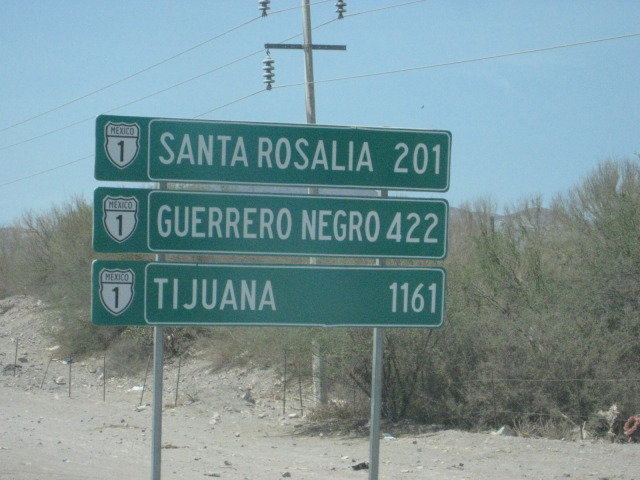 MEXICO 1 SANTA ROSALIA 201
MEXICO 1 GUERRERO NEGRO 422
MEXICO 1 TIJUANA 1161